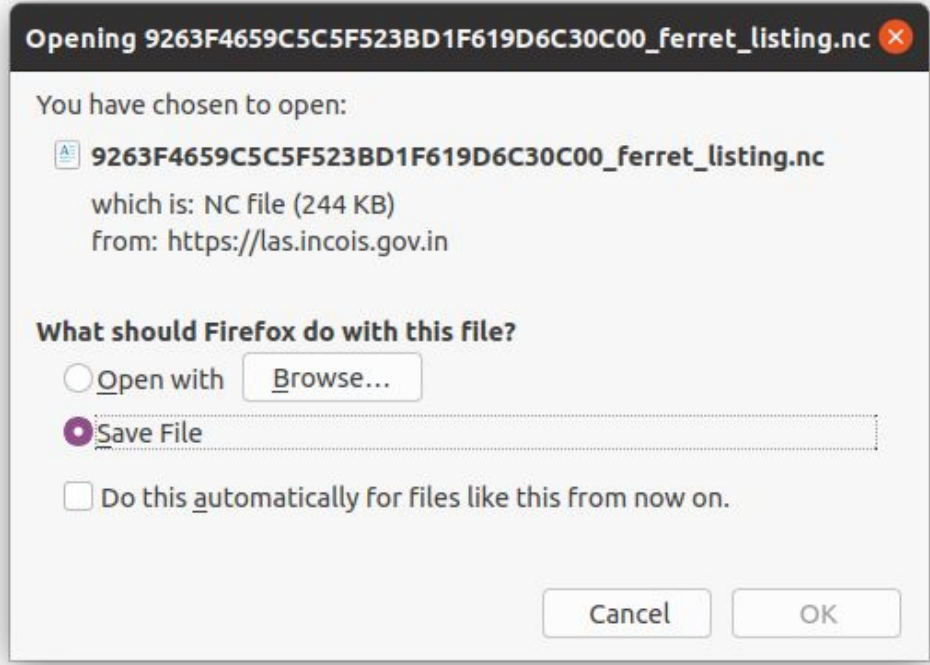 Opening 9263F4659C5C5F523BD1F619D6C30C00_ferret_listing.nc
You have chosen to open:
9263F4659C5C5F523BD1F619D6C30C00_ferret_listing.nc
which is: NC file (244 KB)
from: https://las.incois.gov.in
What should Firefox do with this file?
Open with Browse...
Save File
Do this automatically for files like this from now on.
Cancel OK